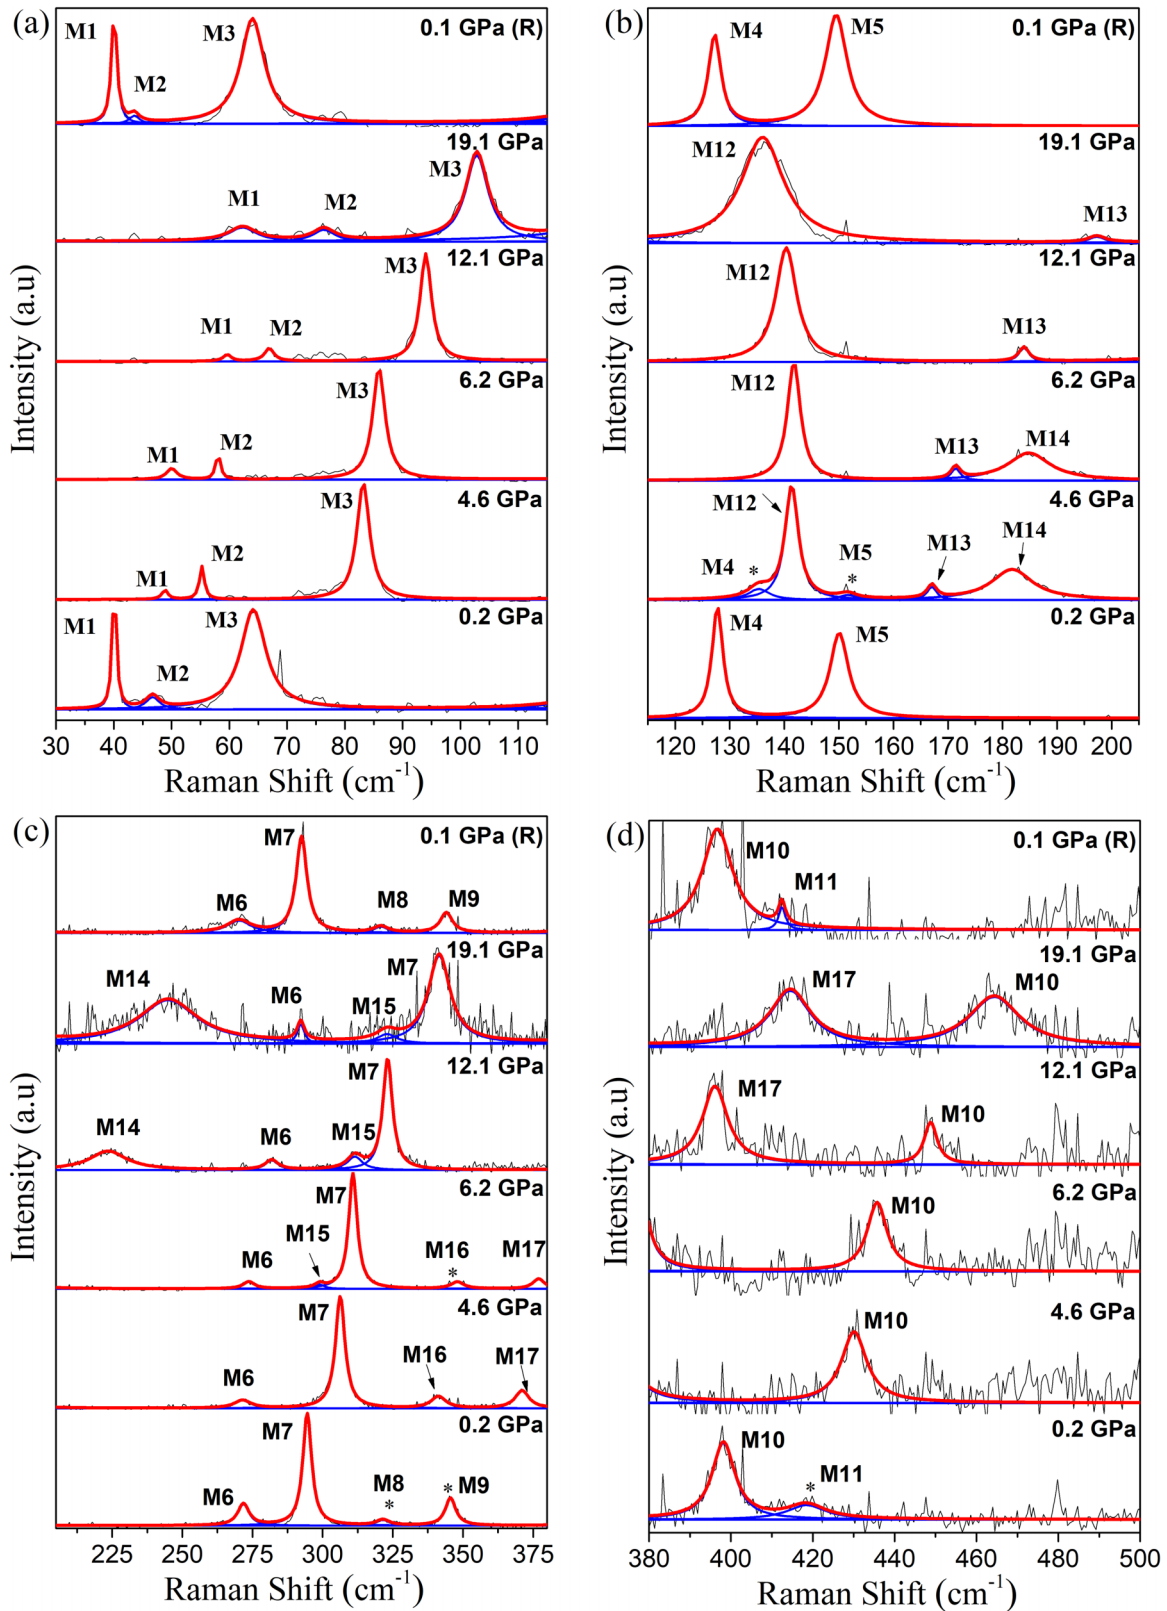 (a)
M1
M2
M3
0.1 GPa (R)
19.1 GPa
M1
M2
M3
12.1 GPa
M1
M2
M3
6.2 GPa
M1
M2
M3
4.6 GPa
M1
M2
M3
0.2 GPa
M1
M2
M3
Intensity (a.u)
30 40 50 60 70 80 90 100 110
Raman Shift (cm-1)
(b)
M4
M5
0.1 GPa (R)
19.1 GPa
M12
M13
12.1 GPa
M12
M13
6.2 GPa
M12
M13
M14
4.6 GPa
M12
M4
*
M5
*
M13
M14
0.2 GPa
M4
M5
Intensity (a.u)
120 130 140 150 160 170 180 190 200
Raman Shift (cm-1)
(c)
0.1 GPa (R)
M6
M7
M8
M9
19.1 GPa
M14
M6
M15
M7
12.1 GPa
M14
M6
M15
M7
6.2 GPa
M6
M15
M7
M16
*
M17
4.6 GPa
M6
M7
M16
M17
0.2 GPa
M6
M7
M8
*
* M9
Intensity (a.u)
225 250 275 300 325 350 375
Raman Shift (cm-1)
(d)
0.1 GPa (R)
M10
M11
19.1 GPa
M17
M10
12.1 GPa
M17
M10
6.2 GPa
M10
4.6 GPa
M10
0.2 GPa
M10
M11
*
Intensity (a.u)
380 400 420 440 460 480 500
Raman Shift (cm-1)